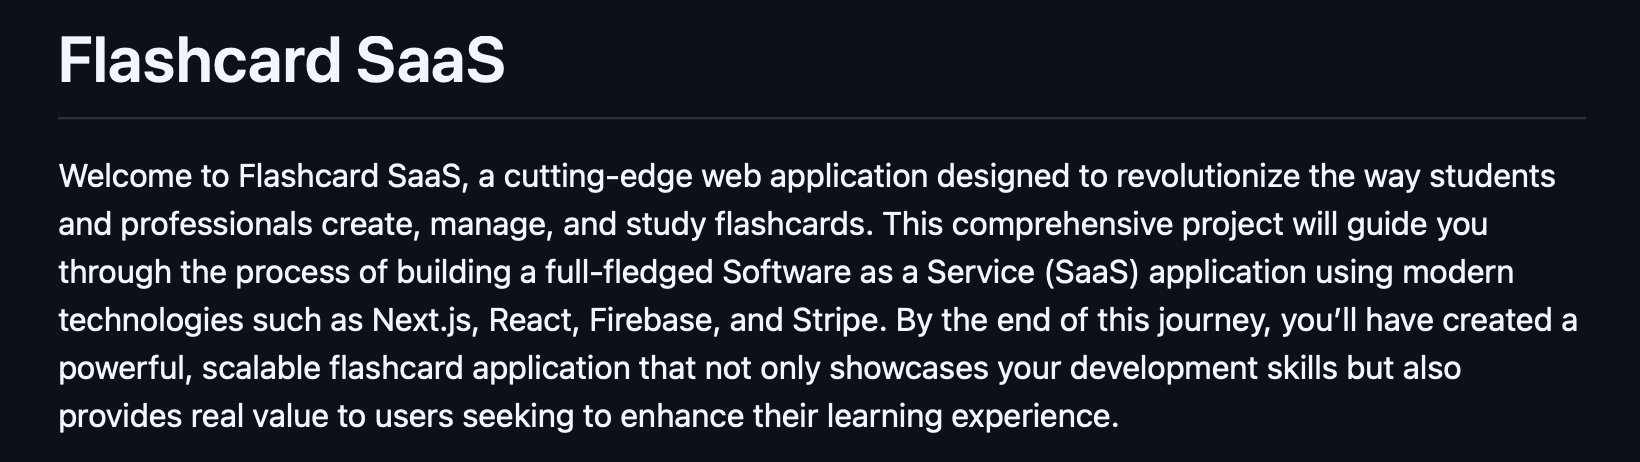 Flashcard SaaS
Welcome to Flashcard SaaS, a cutting-edge web application designed to revolutionize the way students
and professionals create, manage, and study flashcards. This comprehensive project will guide you
through the process of building a full-fledged Software as a Service (SaaS) application using modern
technologies such as Next.js, React, Firebase, and Stripe. By the end of this journey, you’ll have created a
powerful, scalable flashcard application that not only showcases your development skills but also
provides real value to users seeking to enhance their learning experience.